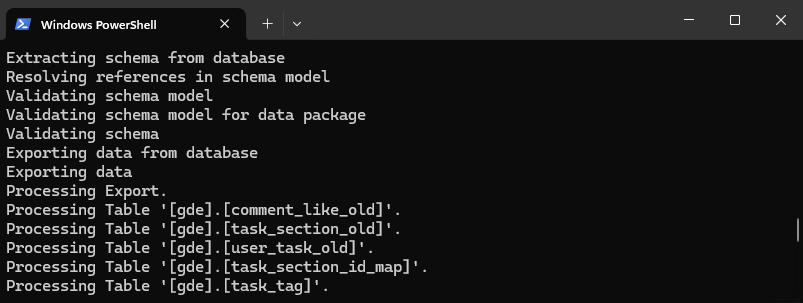 Windows PowerShell
Extracting schema from database
Resolving references in schema model
Validating schema model
Validating schema model for data package
Validating schema
Exporting data from database
Exporting data
Processing Export.
Processing Table '[gde].[comment_like_old]'.
Processing Table '[gde].[task_section_old]'.
Processing Table '[gde].[user_task_old]'.
Processing Table '[gde].[task_section_id_map]'.
Processing Table '[gde].[task_tag]'.